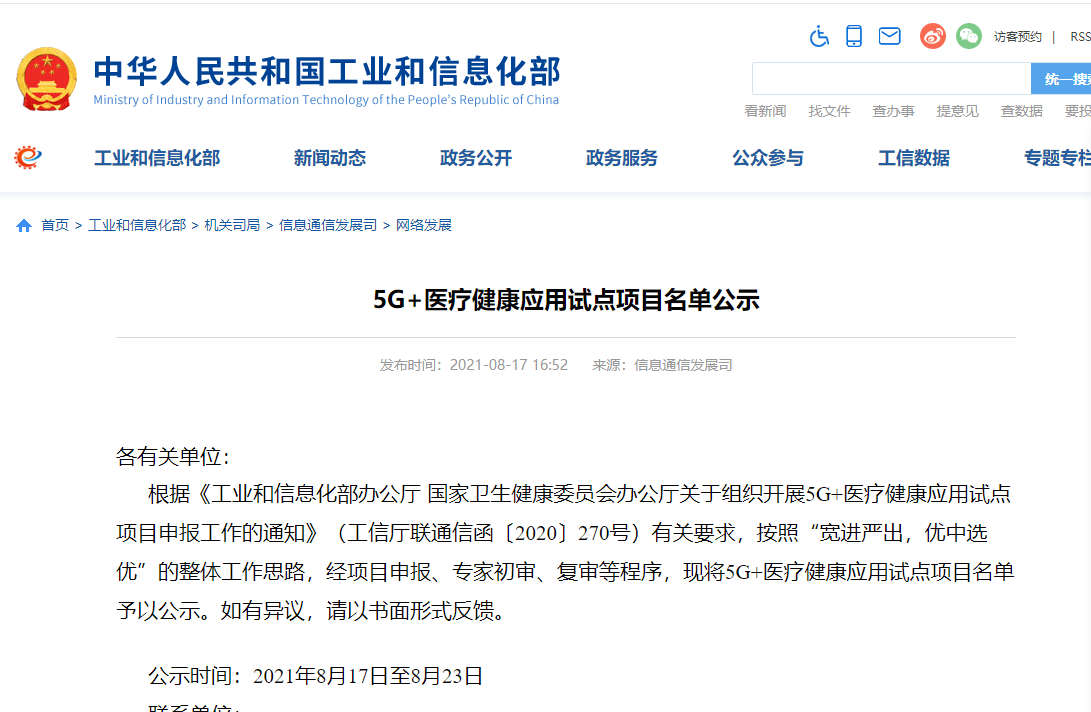 访客预约 | RSS
中华人民共和国工业和信息化部
Ministry of Industry and Information Technology of the People's Republic of China
统一搜
看新闻 找文件 查办事 提意见 查数据 要投
工业和信息化部 新闻动态 政务公开 政务服务 公众参与 工信数据 专题专栏
首页 > 工业和信息化部 > 机关司局 > 信息通信发展司 > 网络发展
5G+医疗健康应用试点项目名单公示
发布时间：2021-08-17 16:52 来源：信息通信发展司
各有关单位：
根据《工业和信息化部办公厅 国家卫生健康委员会办公厅关于组织开展5G+医疗健康应用试点
项目申报工作的通知》（工信厅联通信函〔2020〕270号）有关要求，按照“宽进严出，优中选
优”的整体工作思路，经项目申报、专家初审、复审等程序，现将5G+医疗健康应用试点项目名单
予以公示。如有异议，请以书面形式反馈。
公示时间：2021年8月17日至8月23日
联系单位：